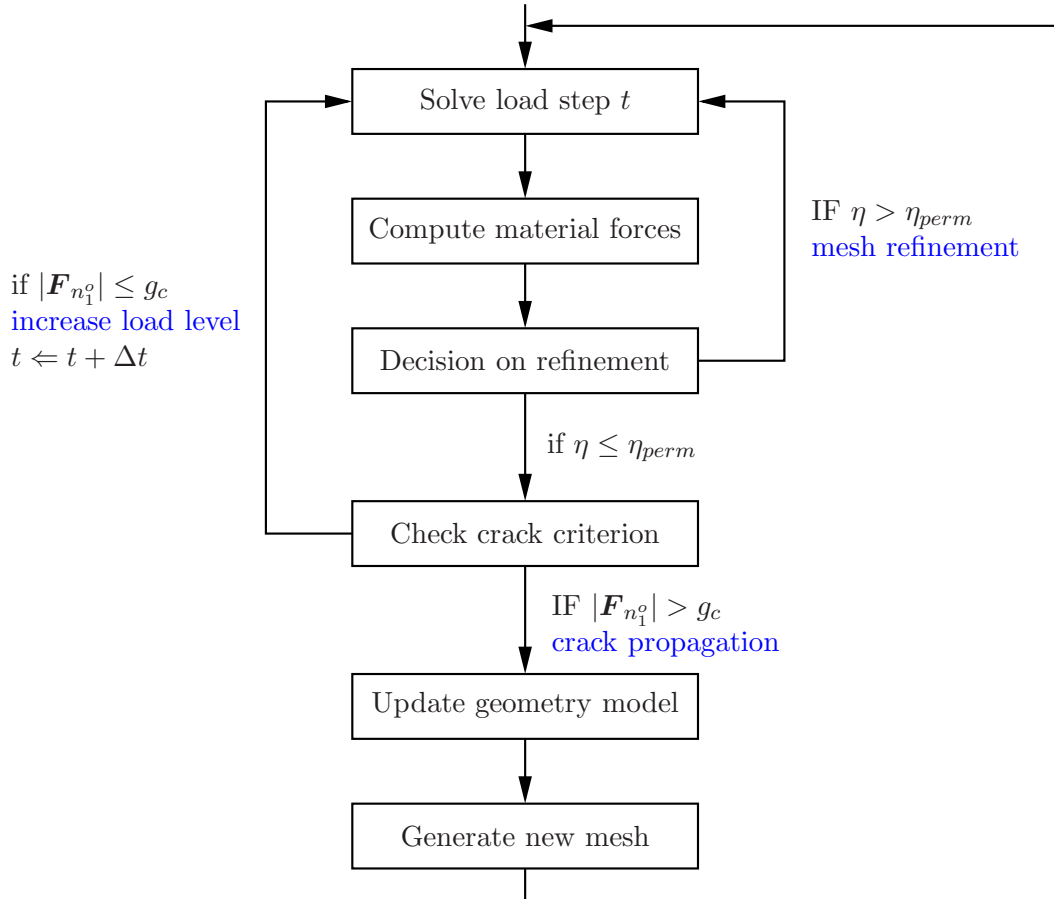 Solve load step t
Compute material forces
IF η > η_perm
mesh refinement
if |F_{n_1^o}| ≤ g_c
increase load level
t ⇐ t + Δt
Decision on refinement
if η ≤ η_perm
Check crack criterion
IF |F_{n_1^o}| > g_c
crack propagation
Update geometry model
Generate new mesh